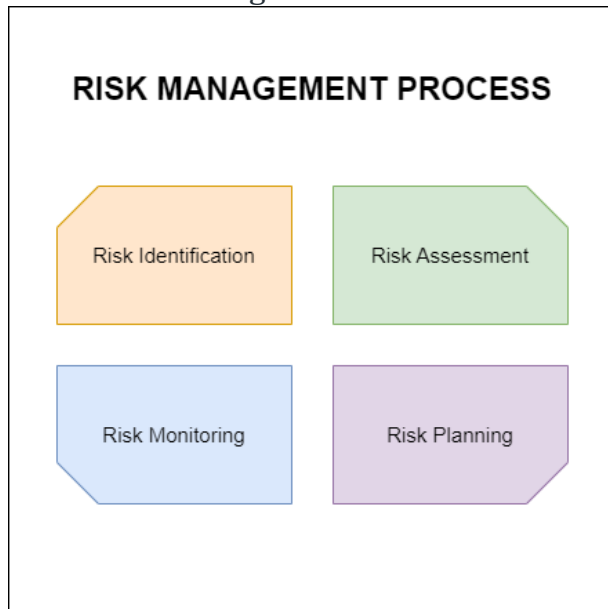 RISK MANAGEMENT PROCESS
Risk Identification
Risk Assessment
Risk Monitoring
Risk Planning